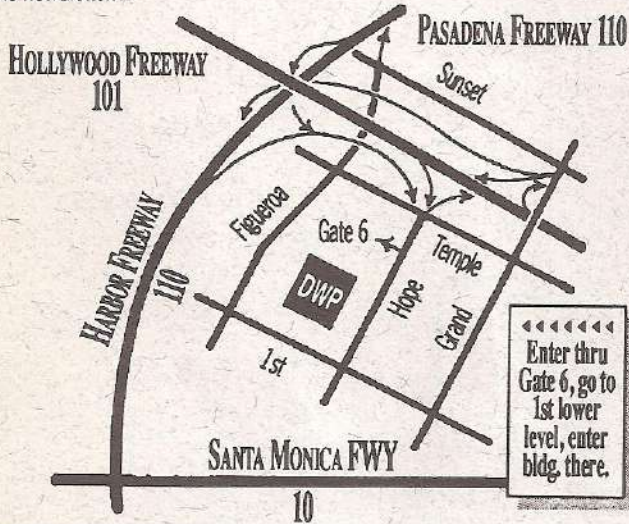 PASADENA FREEWAY 110
HOLLYWOOD FREEWAY
101
Sunset
Figueroa
Gate 6
Temple
HARBOR FREEWAY
110
DWP
Hope
Grand
1st
Enter thru
Gate 6, go to
1st lower
level, enter
bldg. there.
SANTA MONICA FWY
10